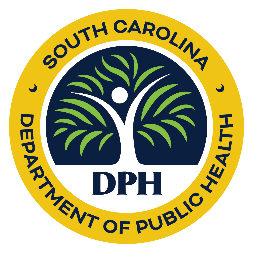 SOUTH CAROLINA
DPH
DEPARTMENT OF PUBLIC HEALTH